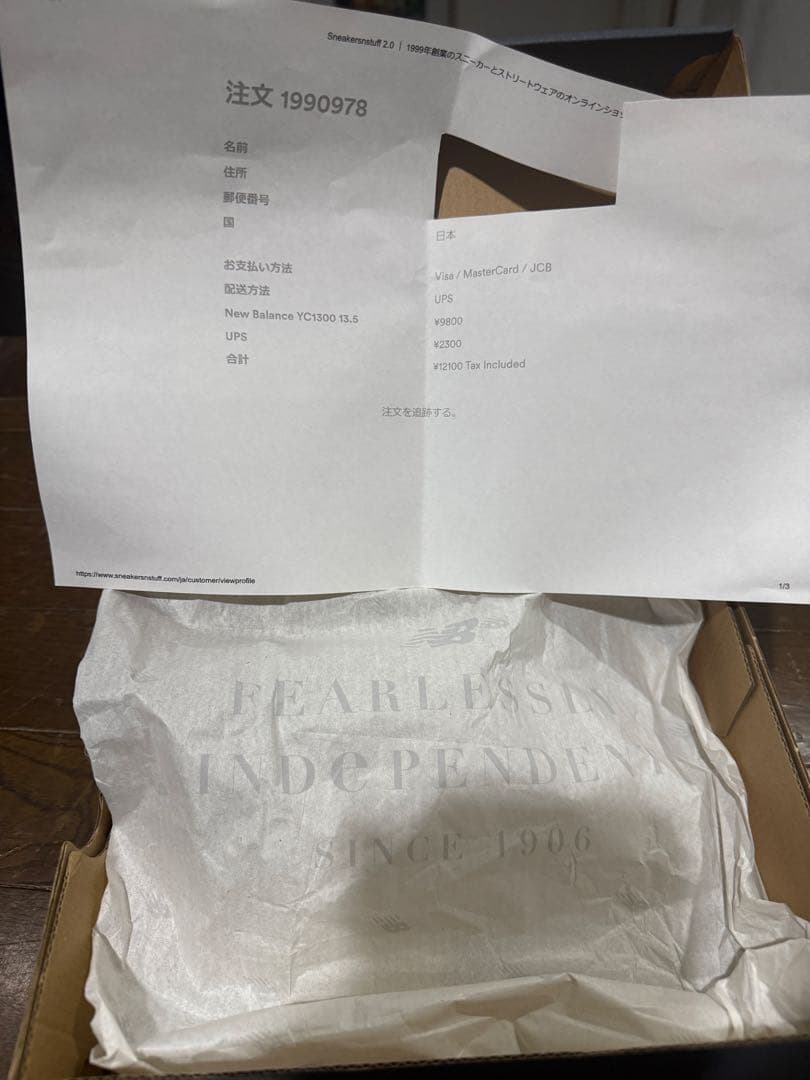 Sneakersnstuff 2.0 | 1999年創業のスニーカーとストリートウェアのオンラインショ
注文 1990978
名前
住所
郵便番号
国 日本
お支払い方法 Visa / MasterCard / JCB
配送方法 UPS
New Balance YC1300 13.5 ¥9800
UPS ¥2300
合計 ¥12100 Tax Included
注文を追跡する。
https://www.sneakersnstuff.com/ja/customer/viewprofile 1/3
FEARLESSLY
INDePENDENT
SINCE 1906